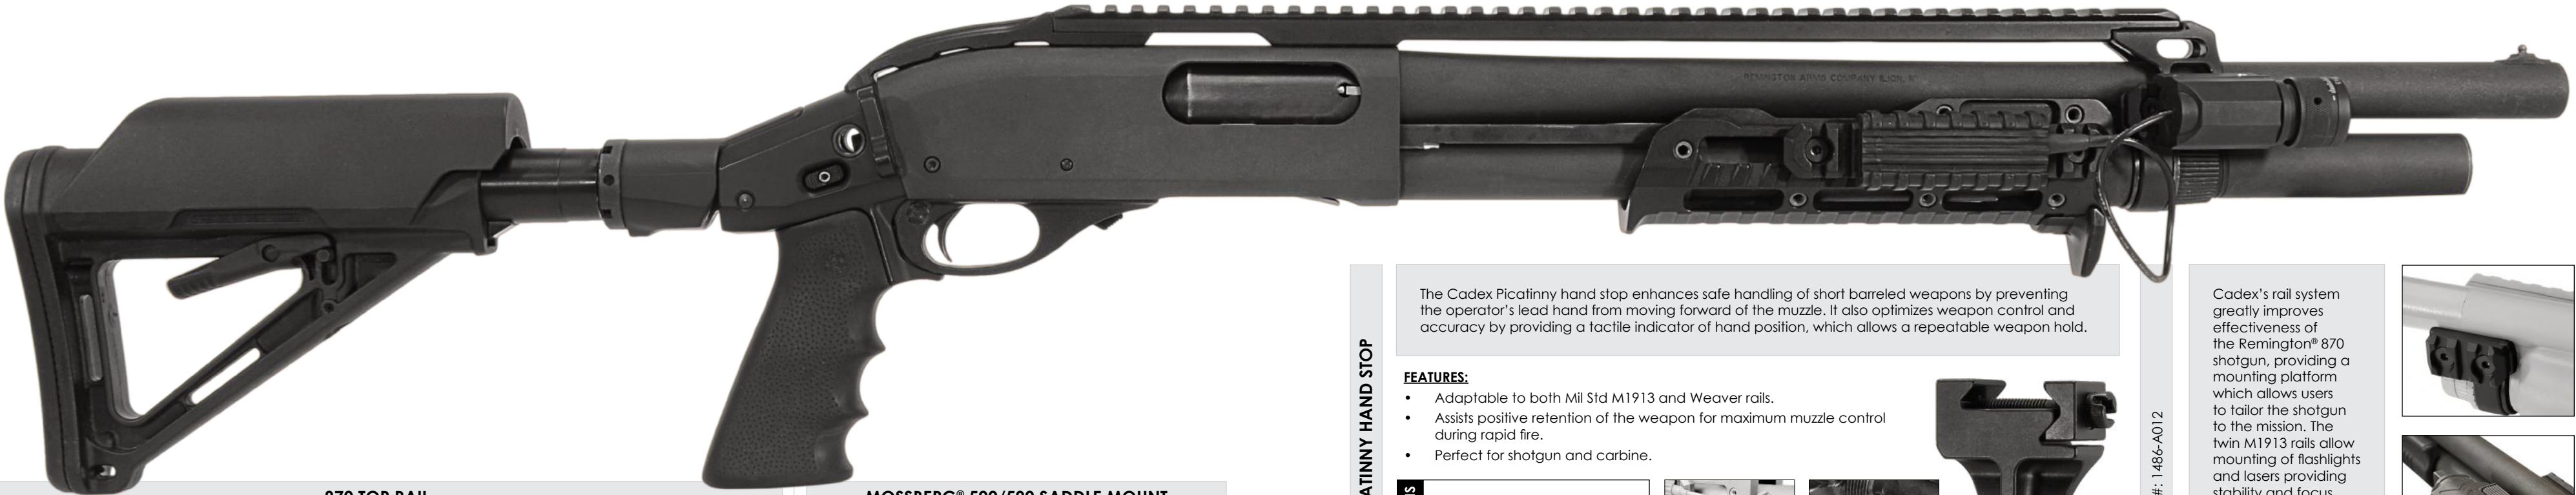 REMINGTON ARMS COMPANY
The Cadex Picatinny hand stop enhances safe handling of short barreled weapons by preventing
the operator's lead hand from moving forward of the muzzle. It also optimizes weapon control and
accuracy by providing a tactile indicator of hand position, which allows a repeatable weapon hold.
ATINNY HAND STOP
FEATURES:
• Adaptable to both Mil Std M1913 and Weaver rails.
• Assists positive retention of the weapon for maximum muzzle control
during rapid fire.
• Perfect for shotgun and carbine.
#: 1486-A012
Cadex's rail system
greatly improves
effectiveness of
the Remington® 870
shotgun, providing a
mounting platform
which allows users
to tailor the shotgun
to the mission. The
twin M1913 rails allow
mounting of flashlights
and lasers providing
stability and focus
870 TOP RAIL
MOSSBERG® 500/590 SADDLE MOUNT